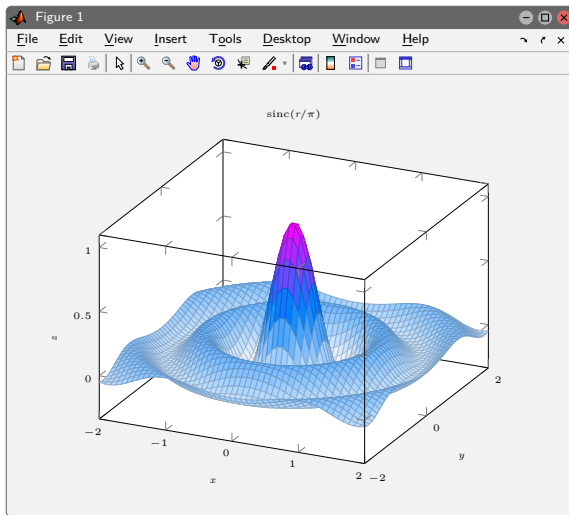 Figure 1
File Edit View Insert Tools Desktop Window Help
sinc(r/π)
1
0.5
0
z
−2
−1
0
1
2
x
−2
0
2
y